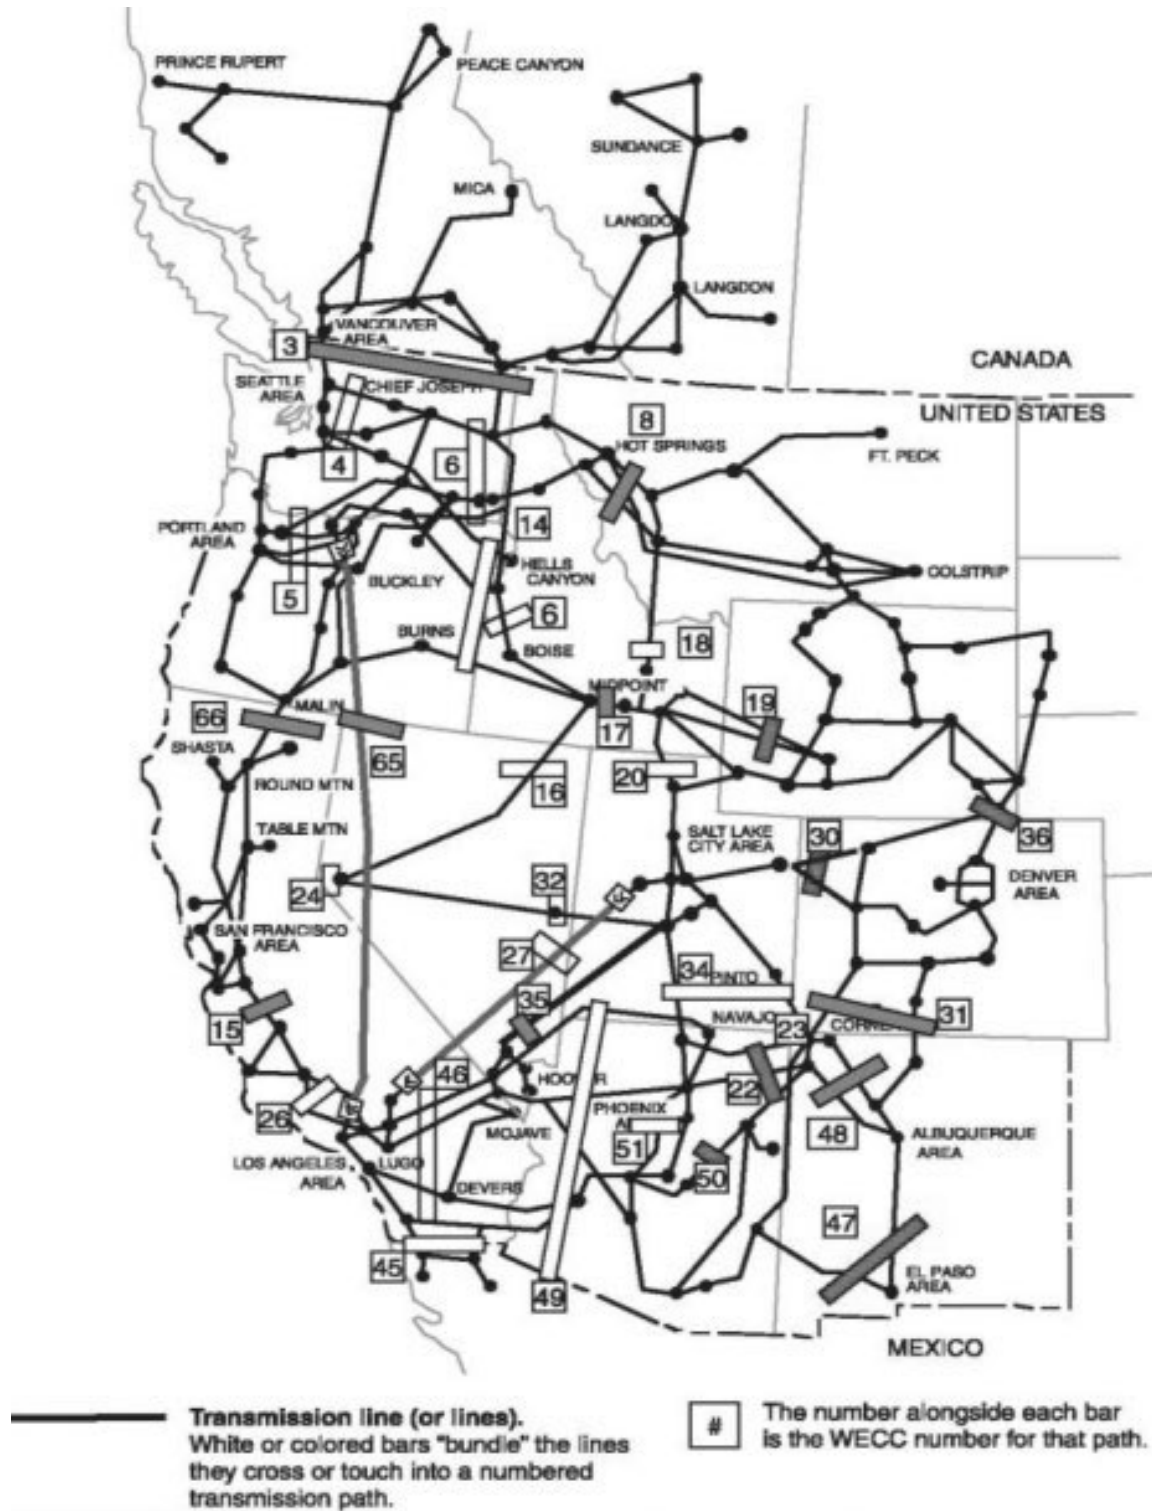 PRINCE RUPERT
PEACE CANYON
SUNDANCE
MICA
LANGDO
LANGDON
VANCOUVER
AREA
3
CANADA
SEATTLE
AREA
CHIEF JOSEPH
UNITED STATES
8
HOT SPRINGS
FT. PECK
4
6
14
PORTLAND
AREA
HELLS
CANYON
COLSTRIP
BUCKLEY
5
6
BURNS
BOISE
18
MIDPOINT
MALIN
19
66
17
SHASTA
65
ROUND MTN
16
20
TABLE MTN
SALT LAKE
CITY AREA
30
36
24
32
DENVER
AREA
SAN FRANCISCO
AREA
27
34
PINTO
35
15
NAVAJO
23
31
46
HOOVER
22
26
PHOENIX
MOJAVE
51
48
ALBUQUERQUE
AREA
LOS ANGELES
AREA
LUGO
50
DEVERS
47
45
49
EL PASO
AREA
MEXICO
Transmission line (or lines).
White or colored bars "bundle" the lines
they cross or touch into a numbered
transmission path.
#
The number alongside each bar
is the WECC number for that path.